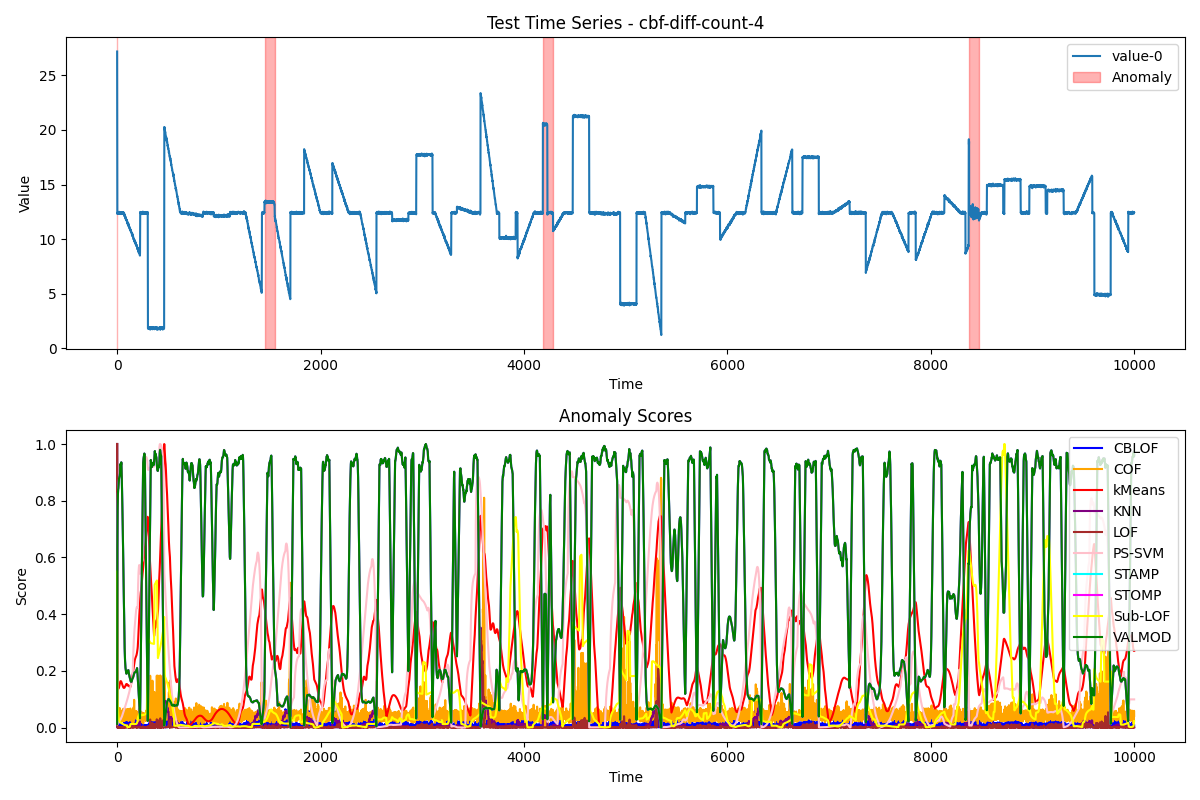 Test Time Series - cbf-diff-count-4
Value
25
20
15
10
5
0
value-0
Anomaly
0
2000
4000
6000
8000
10000
Time
Anomaly Scores
Score
1.0
0.8
0.6
0.4
0.2
0.0
CBLOF
COF
kMeans
KNN
LOF
PS-SVM
STAMP
STOMP
Sub-LOF
VALMOD
0
2000
4000
6000
8000
10000
Time